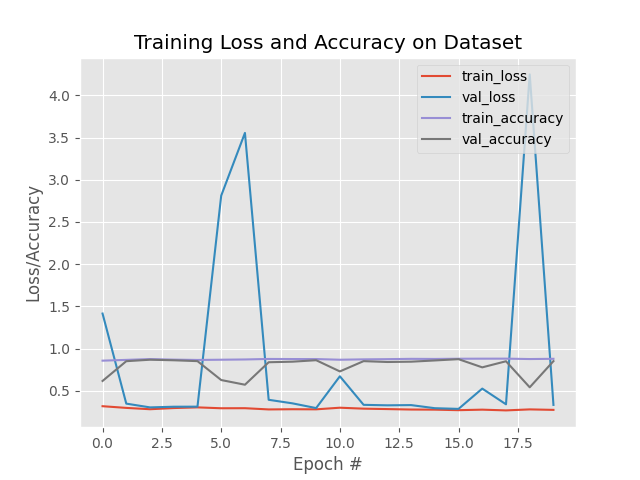 Training Loss and Accuracy on Dataset
train_loss
val_loss
train_accuracy
val_accuracy
Loss/Accuracy
4.0
3.5
3.0
2.5
2.0
1.5
1.0
0.5
0.0 2.5 5.0 7.5 10.0 12.5 15.0 17.5
Epoch #